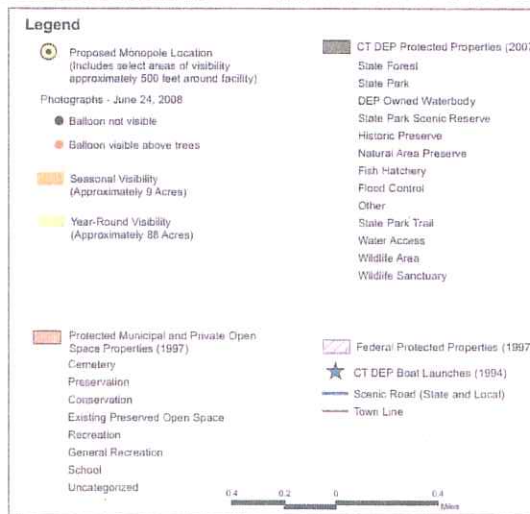 Legend
Proposed Monopole Location
(Includes select areas of visibility
approximately 500 feet around facility)
Photographs - June 24, 2008
Balloon not visible
Balloon visible above trees
Seasonal Visibility
(Approximately 9 Acres)
Year-Round Visibility
(Approximately 88 Acres)
CT DEP Protected Properties (2007
State Forest
State Park
DEP Owned Waterbody
State Park Scenic Reserve
Historic Preserve
Natural Area Preserve
Fish Hatchery
Flood Control
Other
State Park Trail
Water Access
Wildlife Area
Wildlife Sanctuary
Protected Municipal and Private Open
Space Properties (1997)
Cemetery
Preservation
Conservation
Existing Preserved Open Space
Recreation
General Recreation
School
Uncategorized
Federal Protected Properties (1997
CT DEP Boat Launches (1994)
Scenic Road (State and Local)
Town Line
0.4 0.2 0 0.4
Miles